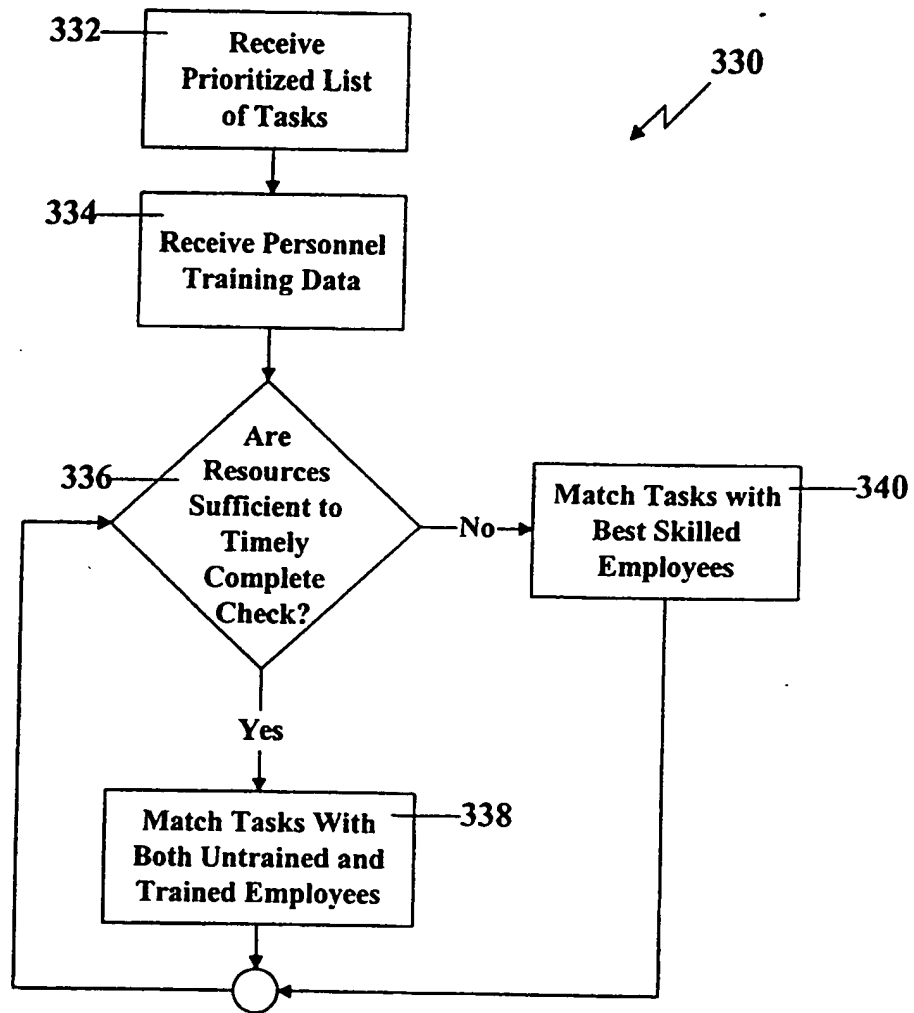 332
Receive
Prioritized List
of Tasks
330
334
Receive Personnel
Training Data
336
Are
Resources
Sufficient to
Timely
Complete
Check?
No
Match Tasks with
Best Skilled
Employees
340
Yes
Match Tasks With
Both Untrained and
Trained Employees
338